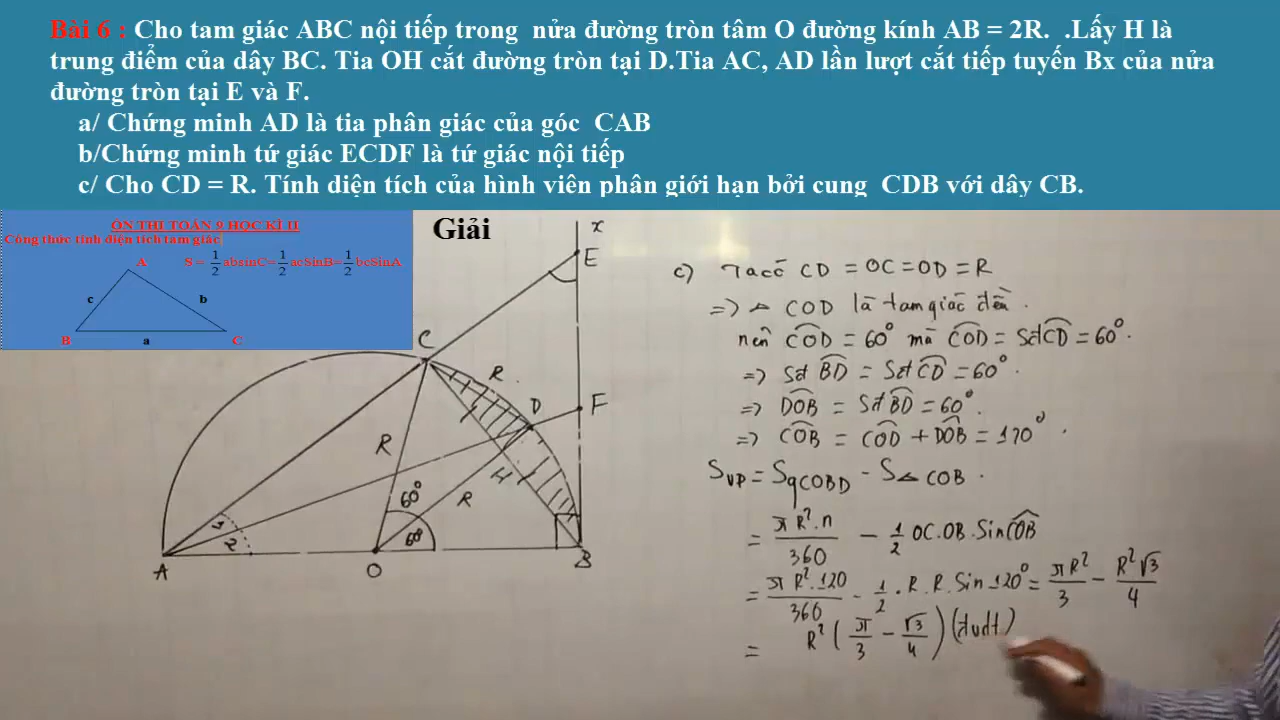 Bài 6 : Cho tam giác ABC nội tiếp trong nửa đường tròn tâm O đường kính AB = 2R. .Lấy H là
trung điểm của dây BC. Tia OH cắt đường tròn tại D.Tia AC, AD lần lượt cắt tiếp tuyến Bx của nửa
đường tròn tại E và F.
a/ Chứng minh AD là tia phân giác của góc CAB
b/Chứng minh tứ giác ECDF là tứ giác nội tiếp
c/ Cho CD = R. Tính diện tích của hình viên phân giới hạn bởi cung CDB với dây CB.
ÔN THI TOÁN 9 HỌC KÌ II
Công thức tính diện tích tam giác
S = 1/2 absinC = 1/2 acSinB = 1/2 bcSinA
A
c
b
B
a
C
Giải
x
E
C
R
D
F
R
H
R
60°
60°
1
2
A
O
B
c) Ta có CD = OC = OD = R
=> △ COD là tam giác đều.
nên COD = 60° mà COD = Sđ CD = 60°.
=> Sđ BD = Sđ CD = 60°.
=> DOB = Sđ BD = 60°.
=> COB = COD + DOB = 120°.
S VP = S qCOBD - S △ COB.
= πR².n/360 - 1/2 OC.OB.Sin COB
= πR².120/360 - 1/2 . R.R.Sin 120° = πR²/3 - R²√3/4
= R² (π/3 - √3/4) (đvdt)